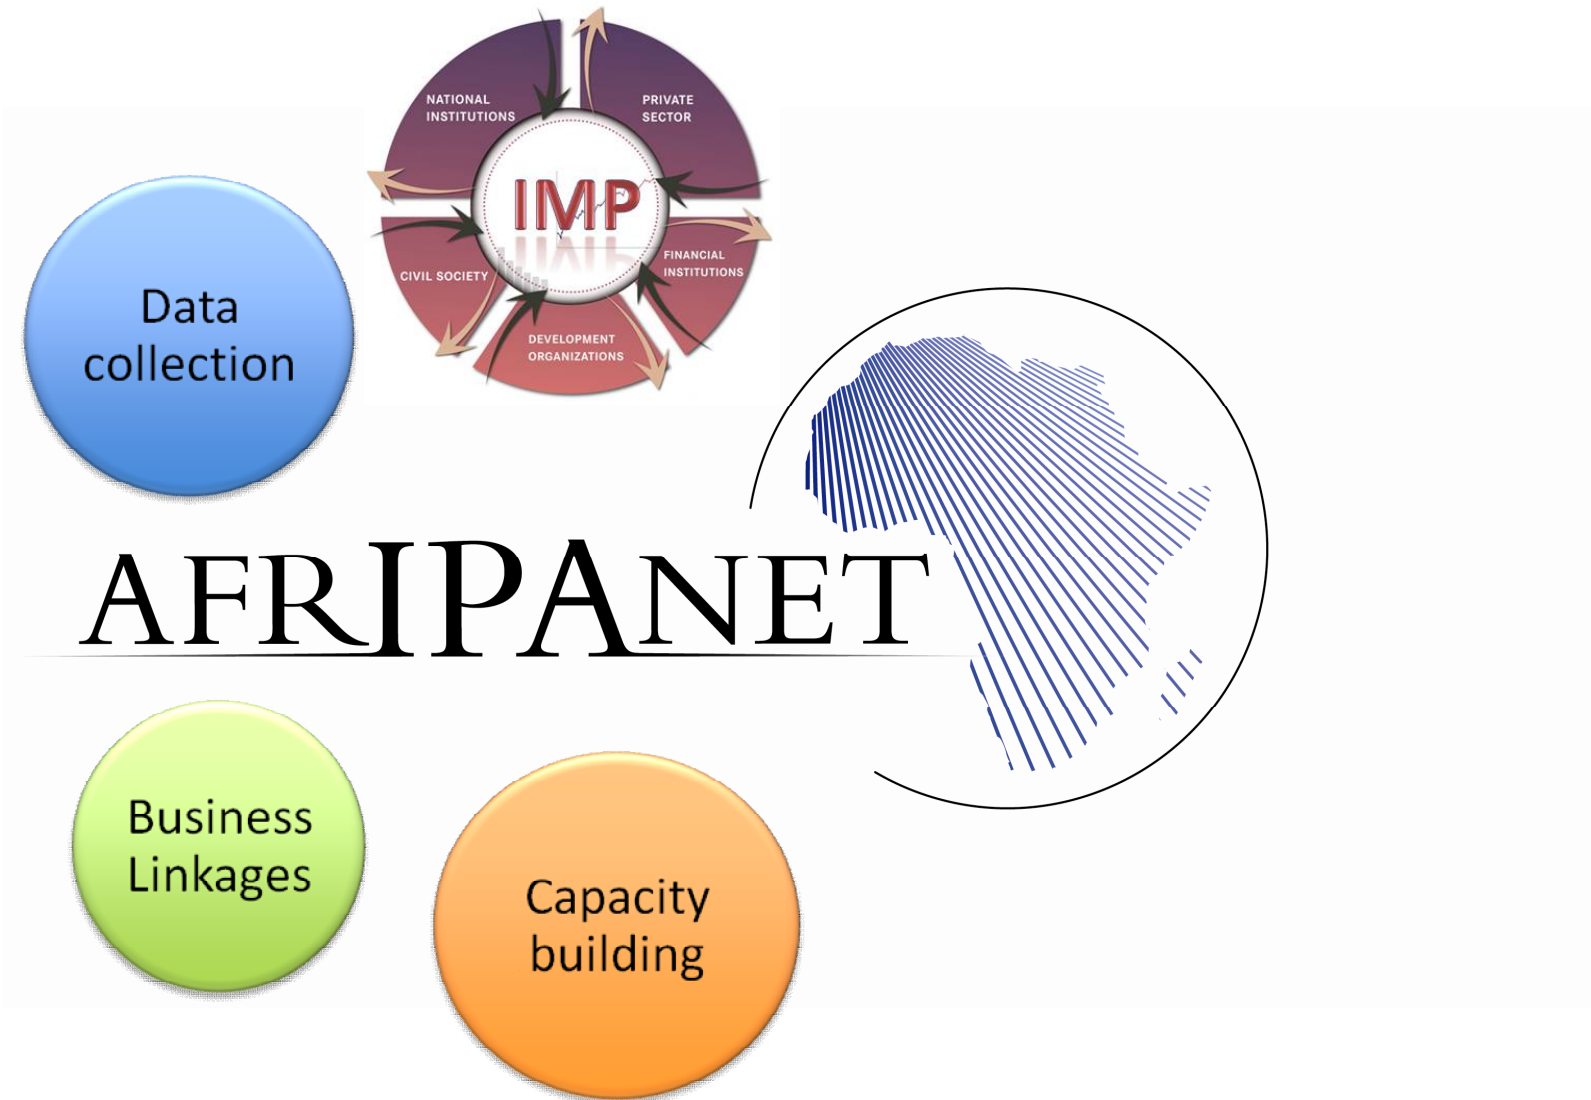 NATIONAL
INSTITUTIONS
PRIVATE
SECTOR
IMP
CIVIL SOCIETY
FINANCIAL
INSTITUTIONS
DEVELOPMENT
ORGANIZATIONS
Data
collection
AFRIPANET
Business
Linkages
Capacity
building